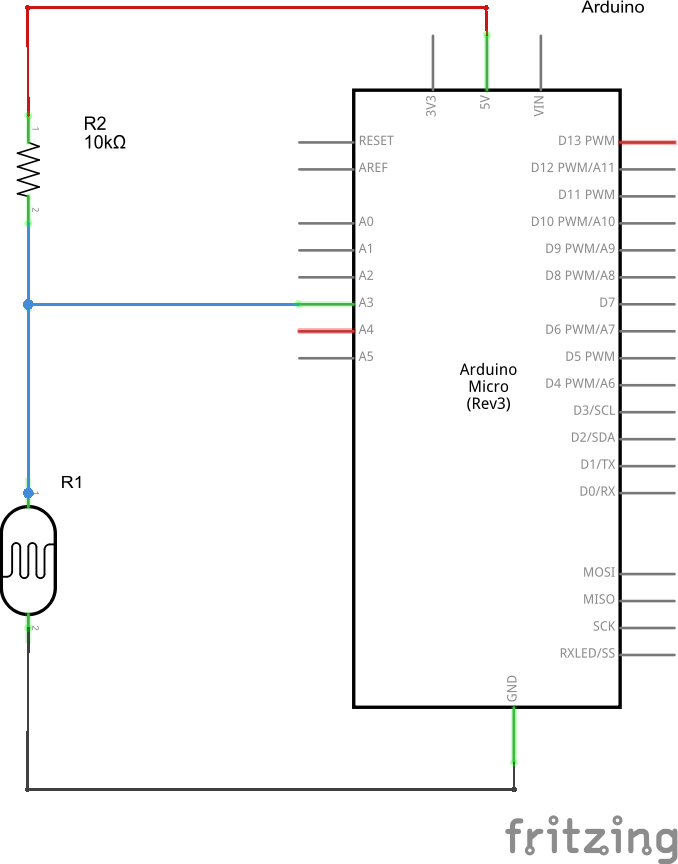 Arduino
3V3
5V
VIN
1
R2
10kΩ
2
RESET
AREF
A0
A1
A2
A3
A4
A5
D13 PWM
D12 PWM/A11
D11 PWM
D10 PWM/A10
D9 PWM/A9
D8 PWM/A8
D7
D6 PWM/A7
D5 PWM
D4 PWM/A6
D3/SCL
D2/SDA
D1/TX
D0/RX
Arduino
Micro
(Rev3)
R1
1
2
MOSI
MISO
SCK
RXLED/SS
GND
fritzing